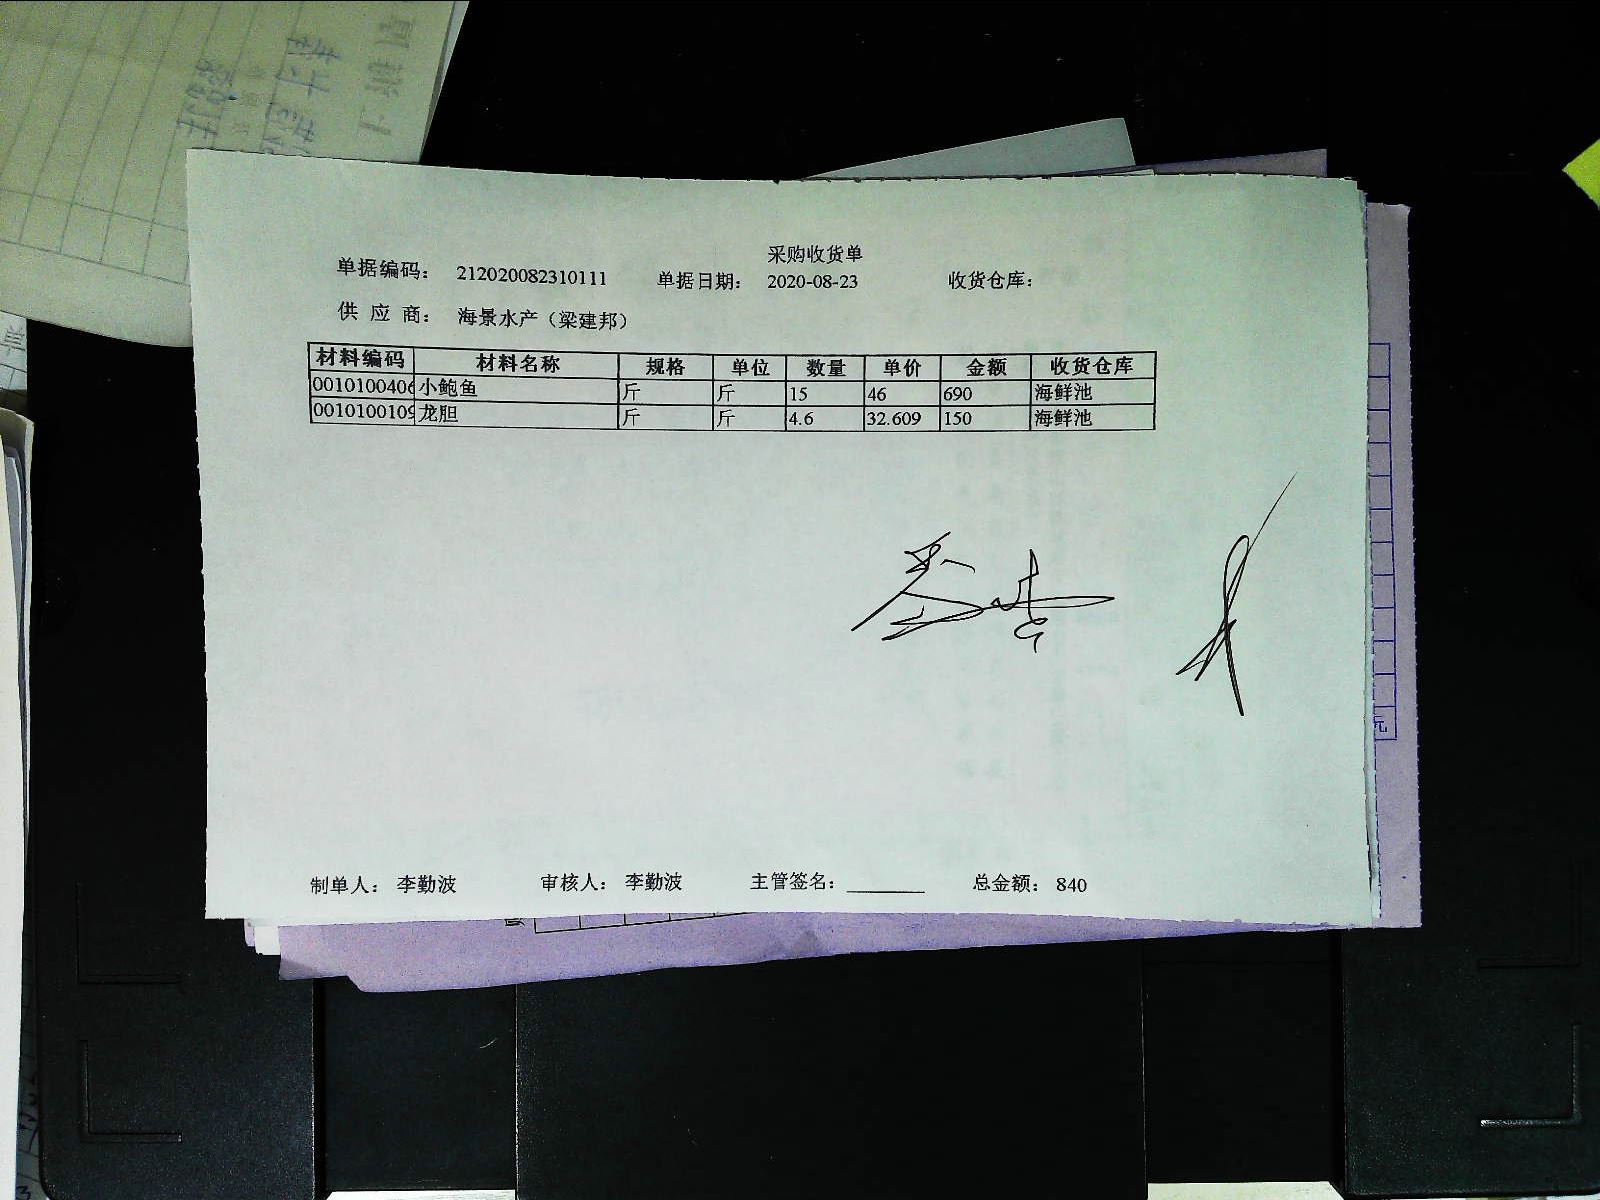 采购收货单
单据编码: 212020082310111 单据日期: 2020-08-23 收货仓库:
供 应 商: 海景水产（梁建邦）
材料编码 材料名称 规格 单位 数量 单价 金额 收货仓库
0010100406 小鲍鱼 斤 斤 15 46 690 海鲜池
0010100109 龙胆 斤 斤 4.6 32.609 150 海鲜池
制单人: 李勤波 审核人: 李勤波 主管签名: ________ 总金额: 840